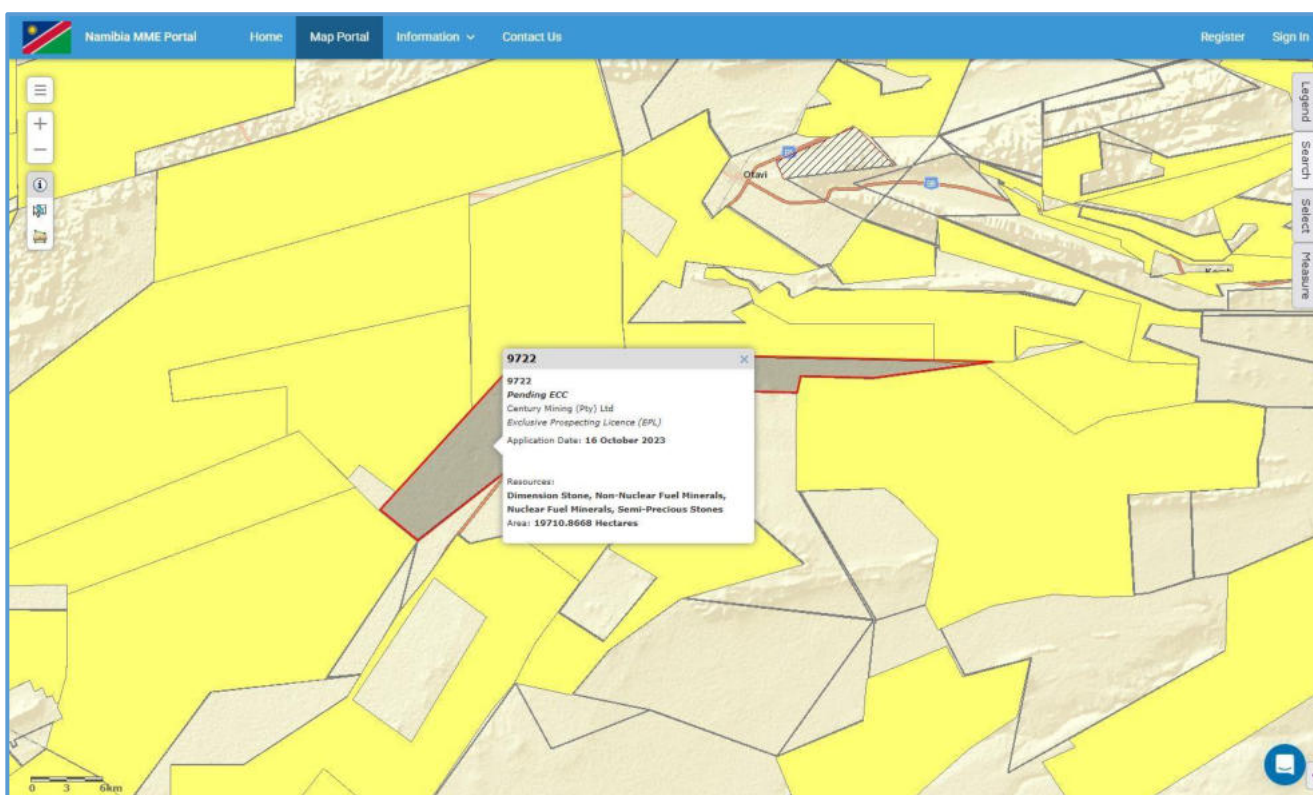 Namibia MME Portal
Home
Map Portal
Information
Contact Us
Register
Sign In
Legend
Search
Select
Measure
Otavi
9722
9722
Pending ECC
Century Mining (Pty) Ltd
Exclusive Prospecting Licence (EPL)
Application Date: 16 October 2023
Resources:
Dimension Stone, Non-Nuclear Fuel Minerals,
Nuclear Fuel Minerals, Semi-Precious Stones
Area: 19710.8668 Hectares
0 3 6km